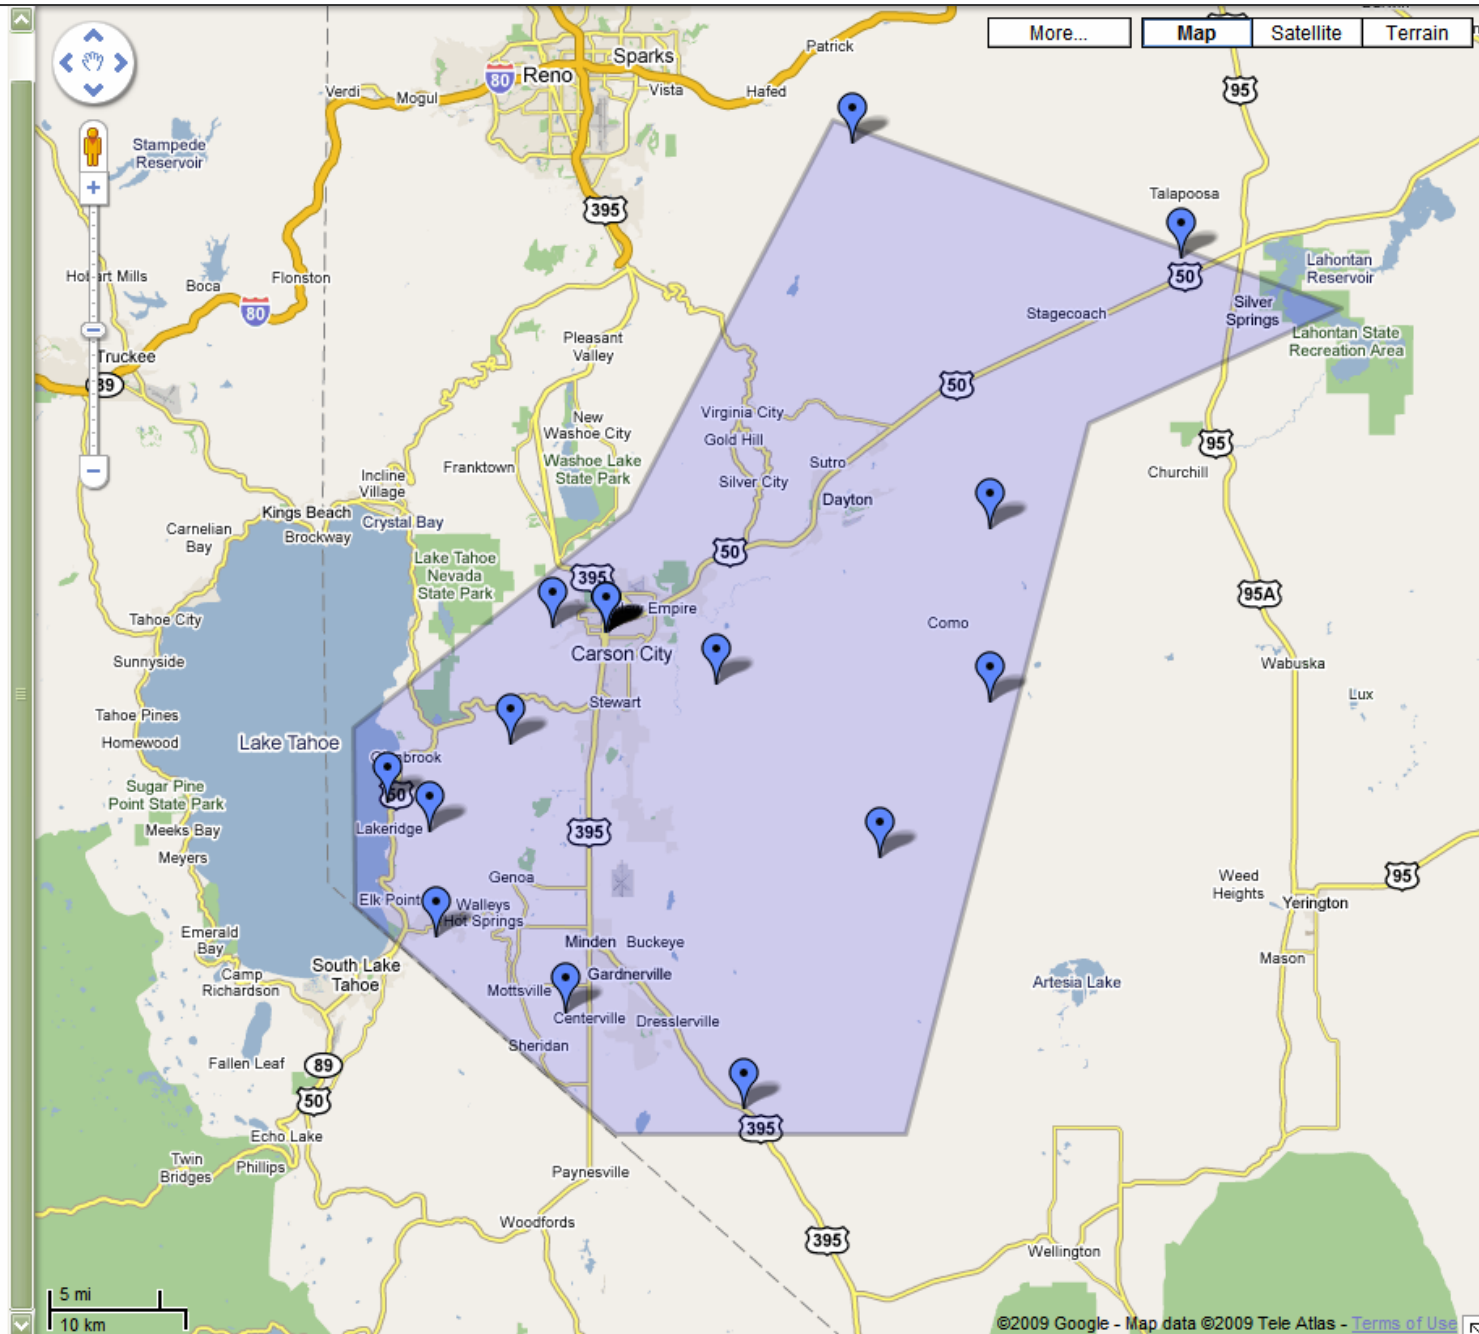 More...
Map
Satellite
Terrain
Patrick
Sparks
Reno
80
Verdi
Mogul
Vista
Hafed
95
Stampede
Reservoir
Talapoosa
395
Hobart Mills
Boca
Flonston
80
50
Lahontan
Reservoir
Silver
Springs
Stagecoach
Lahontan State
Recreation Area
Pleasant
Valley
Truckee
89
50
Virginia City
New
Washoe City
Gold Hill
95
Washoe Lake
State Park
Franktown
Sutro
Churchill
Incline
Village
Silver City
Dayton
Kings Beach
Crystal Bay
Carnelian
Bay
Brockway
50
Lake Tahoe
Nevada
State Park
395
95A
Empire
Tahoe City
Como
Carson City
Sunnyside
Wabuska
Lux
Stewart
Tahoe Pines
Homewood
Lake Tahoe
50
Sugar Pine
Point State Park
Lakeridge
Meeks Bay
395
Meyers
Genoa
Weed
Heights
95
Elk Point
Walleys
Hot Springs
Yerington
Emerald
Bay
Minden
Buckeye
Mason
South Lake
Tahoe
Camp
Richardson
Gardnerville
Artesia Lake
Mottsville
Centerville
Dresslerville
Sheridan
Fallen Leaf
89
50
Echo Lake
395
Twin
Bridges
Phillips
Paynesville
Woodfords
395
Wellington
5 mi
10 km
©2009 Google - Map data ©2009 Tele Atlas - Terms of Use